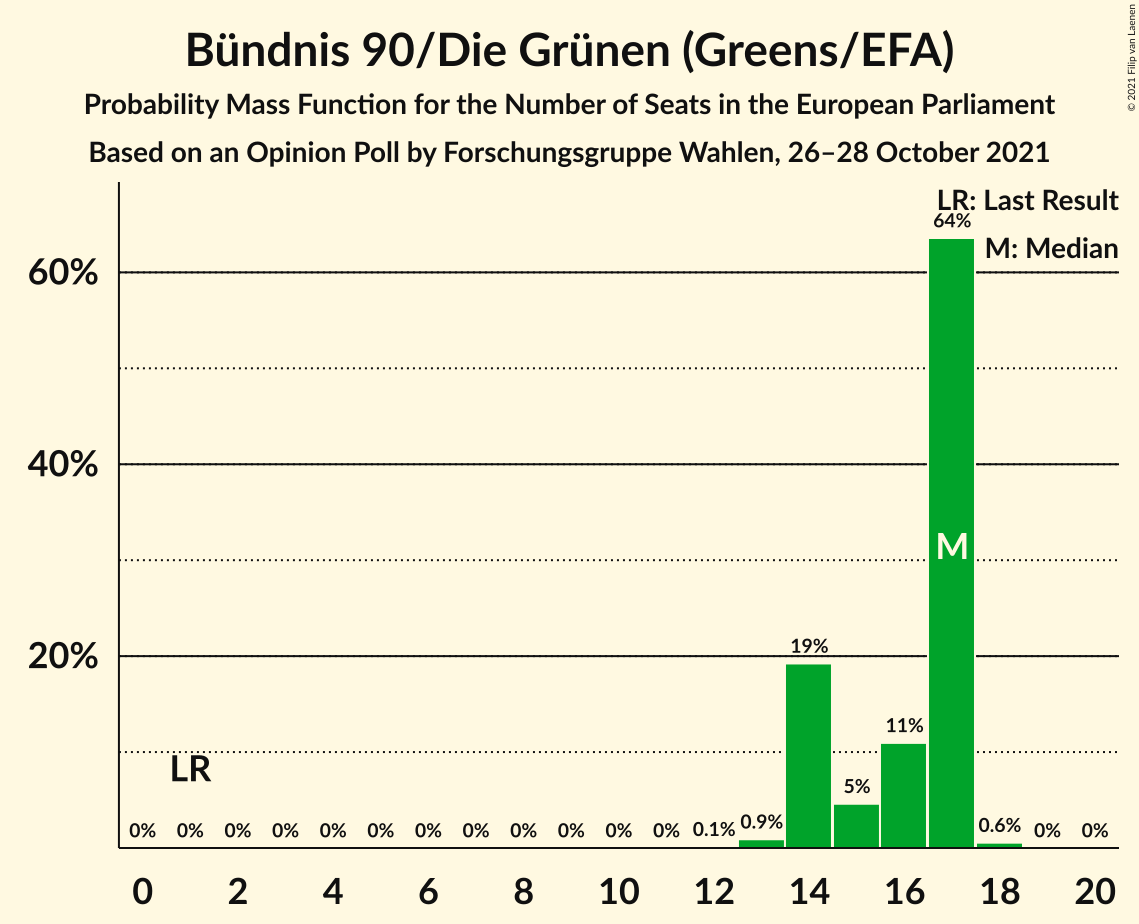 Bündnis 90/Die Grünen (Greens/EFA)
Probability Mass Function for the Number of Seats in the European Parliament
Based on an Opinion Poll by Forschungsgruppe Wahlen, 26–28 October 2021
© 2021 Filip van Laenen
LR: Last Result
64%
M: Median
60%
40%
M
20%
19%
11%
LR
5%
0% 0% 0% 0% 0% 0% 0% 0% 0% 0% 0% 0% 0.1% 0.9% 0.6% 0% 0%
0 2 4 6 8 10 12 14 16 18 20